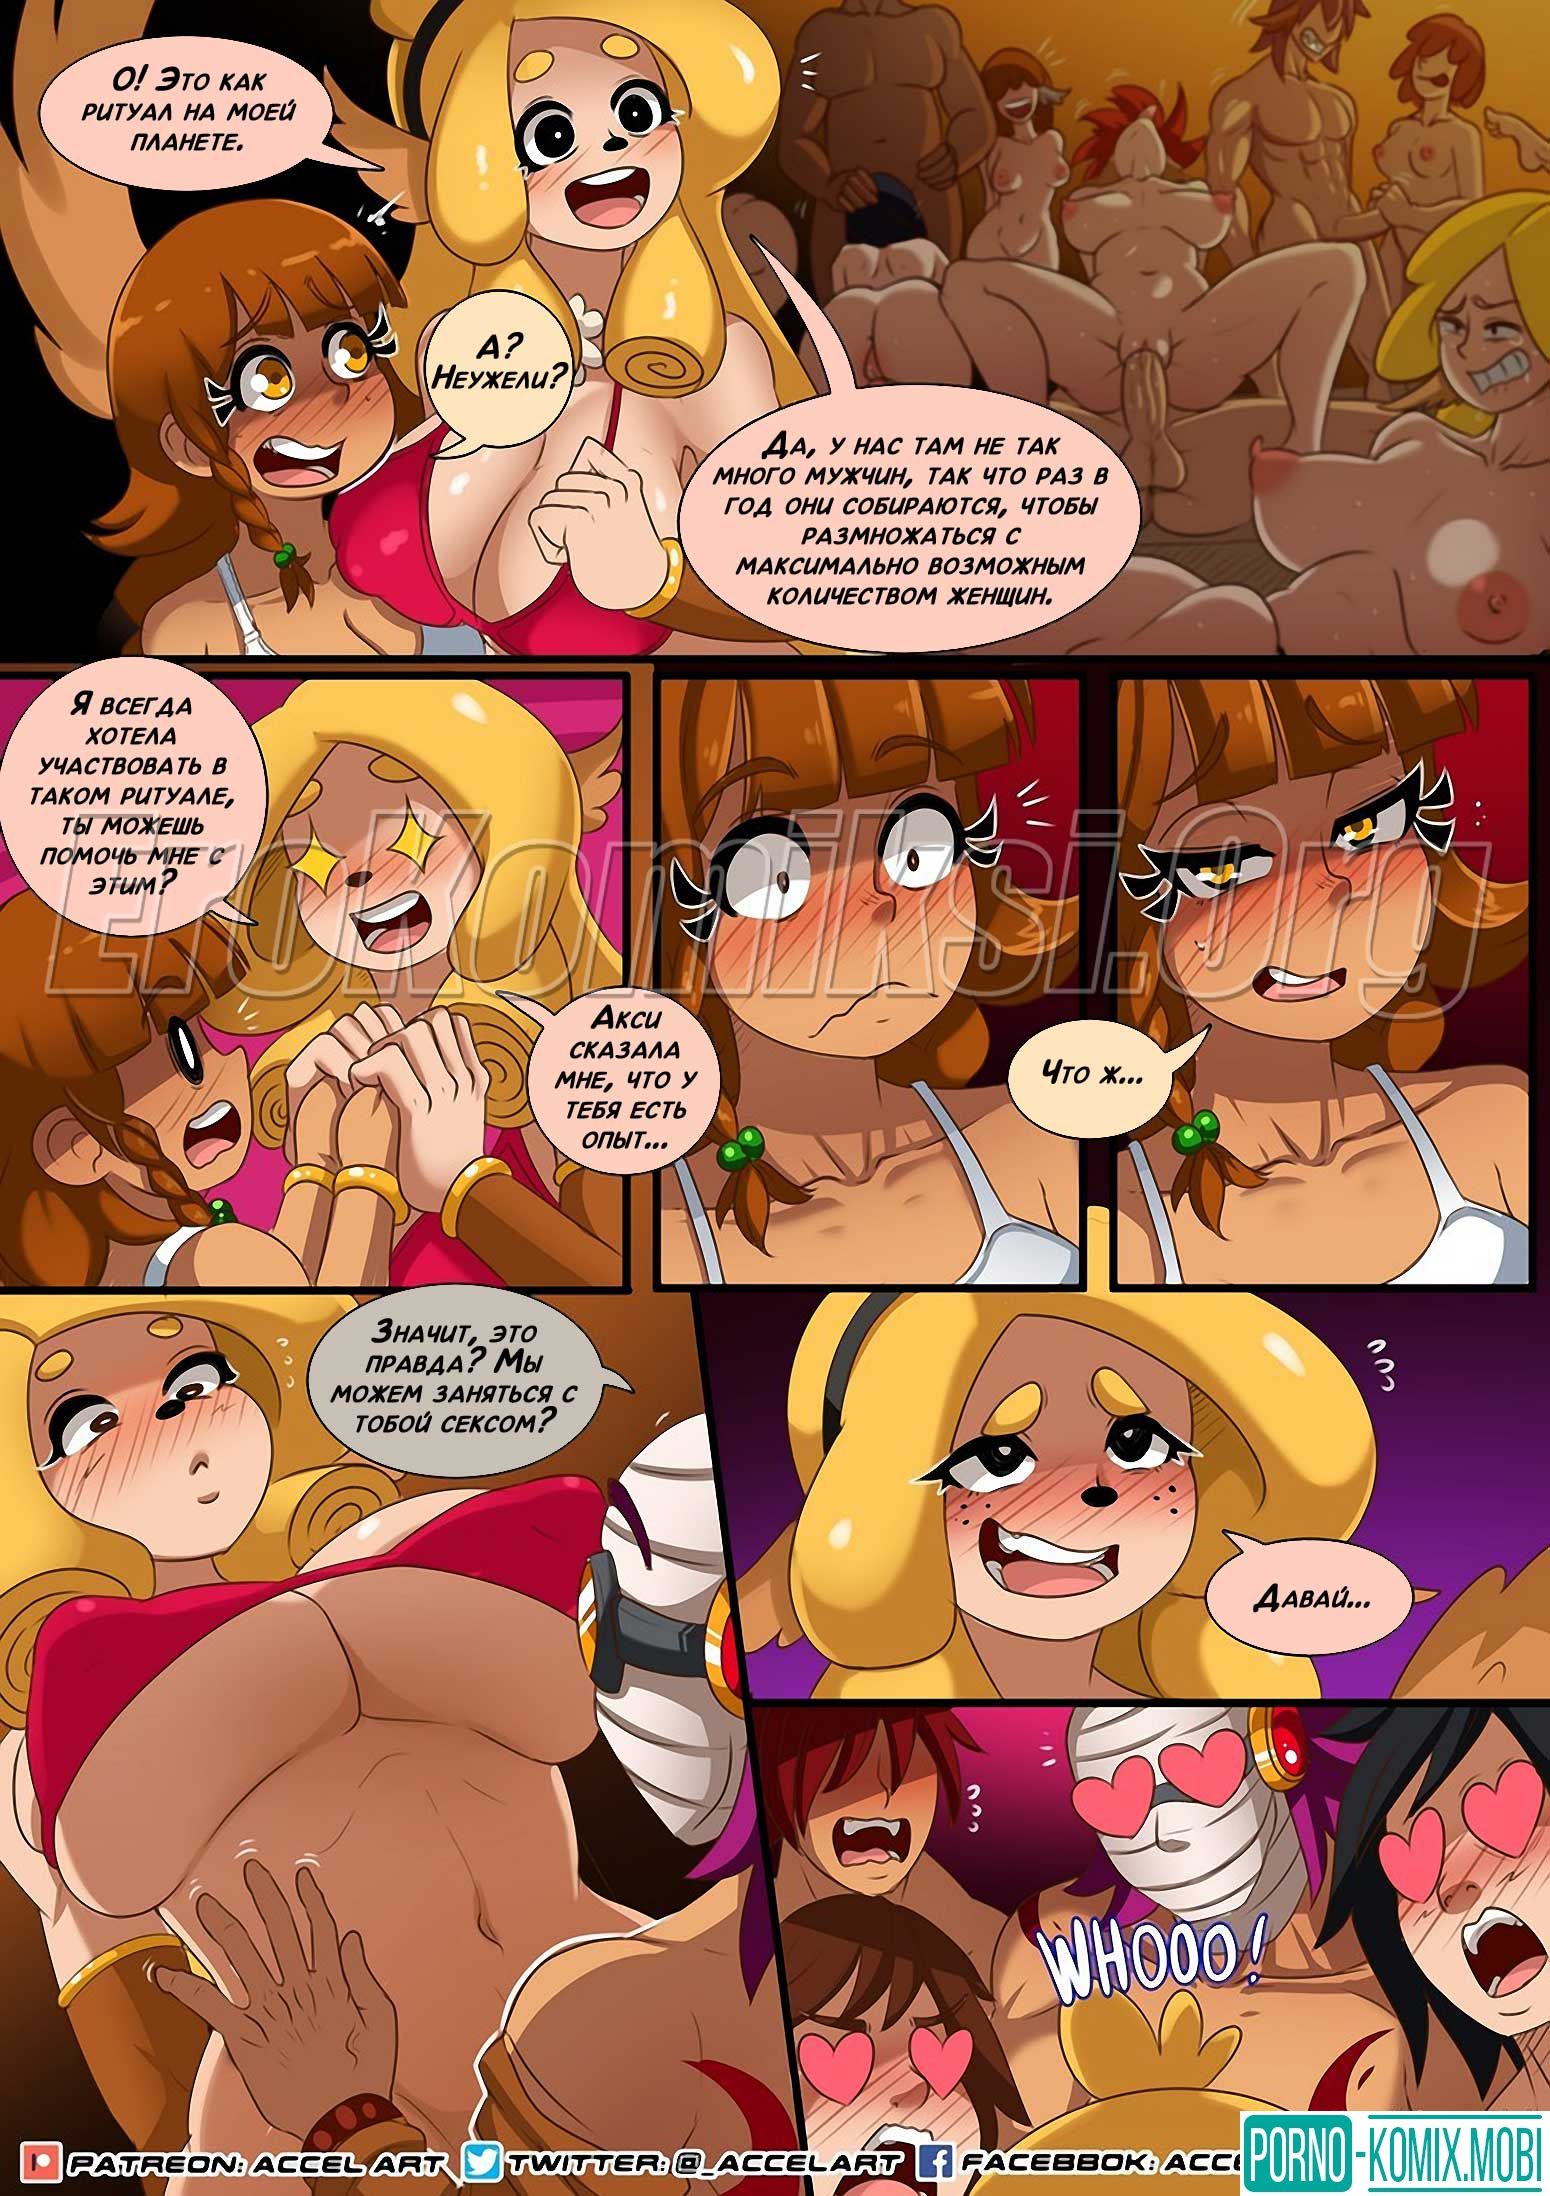 О! Это как
ритуал на моей
планете.
А?
Неужели?
Да, у нас там не так
много мужчин, так что раз в
год они собираются, чтобы
размножаться с
максимально возможным
количеством женщин.
Я всегда
хотела
участвовать в
таком ритуале,
ты можешь
помочь мне с
этим?
Акси
сказала
мне, что у
тебя есть
опыт...
Что ж...
EroKomiksi.Org
Значит, это
правда? Мы
можем заняться с
тобой сексом?
Давай...
WHOOO!
PATREON: ACCEL ART TWITTER: @_ACCELART FACEBBOK: ACCE
PORNO-KOMIX.MOBI